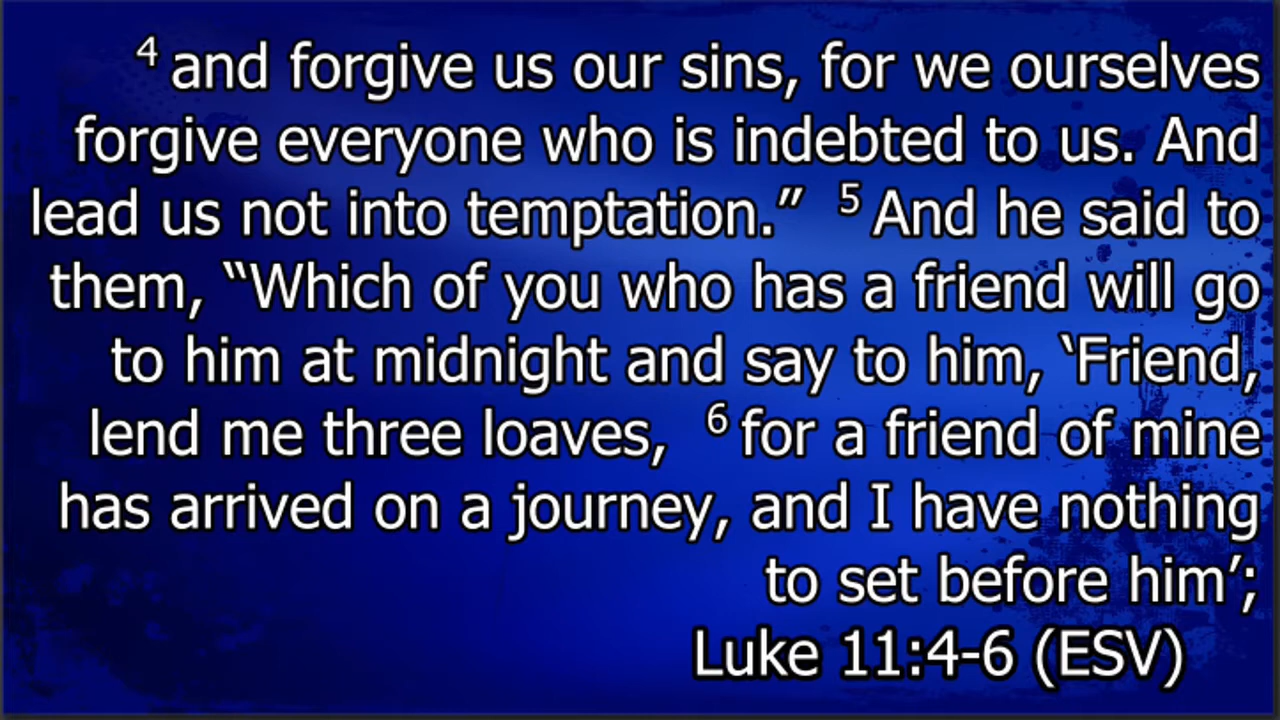 4 and forgive us our sins, for we ourselves
forgive everyone who is indebted to us. And
lead us not into temptation.” 5 And he said to
them, “Which of you who has a friend will go
to him at midnight and say to him, ‘Friend,
lend me three loaves, 6 for a friend of mine
has arrived on a journey, and I have nothing
to set before him’;
Luke 11:4-6 (ESV)